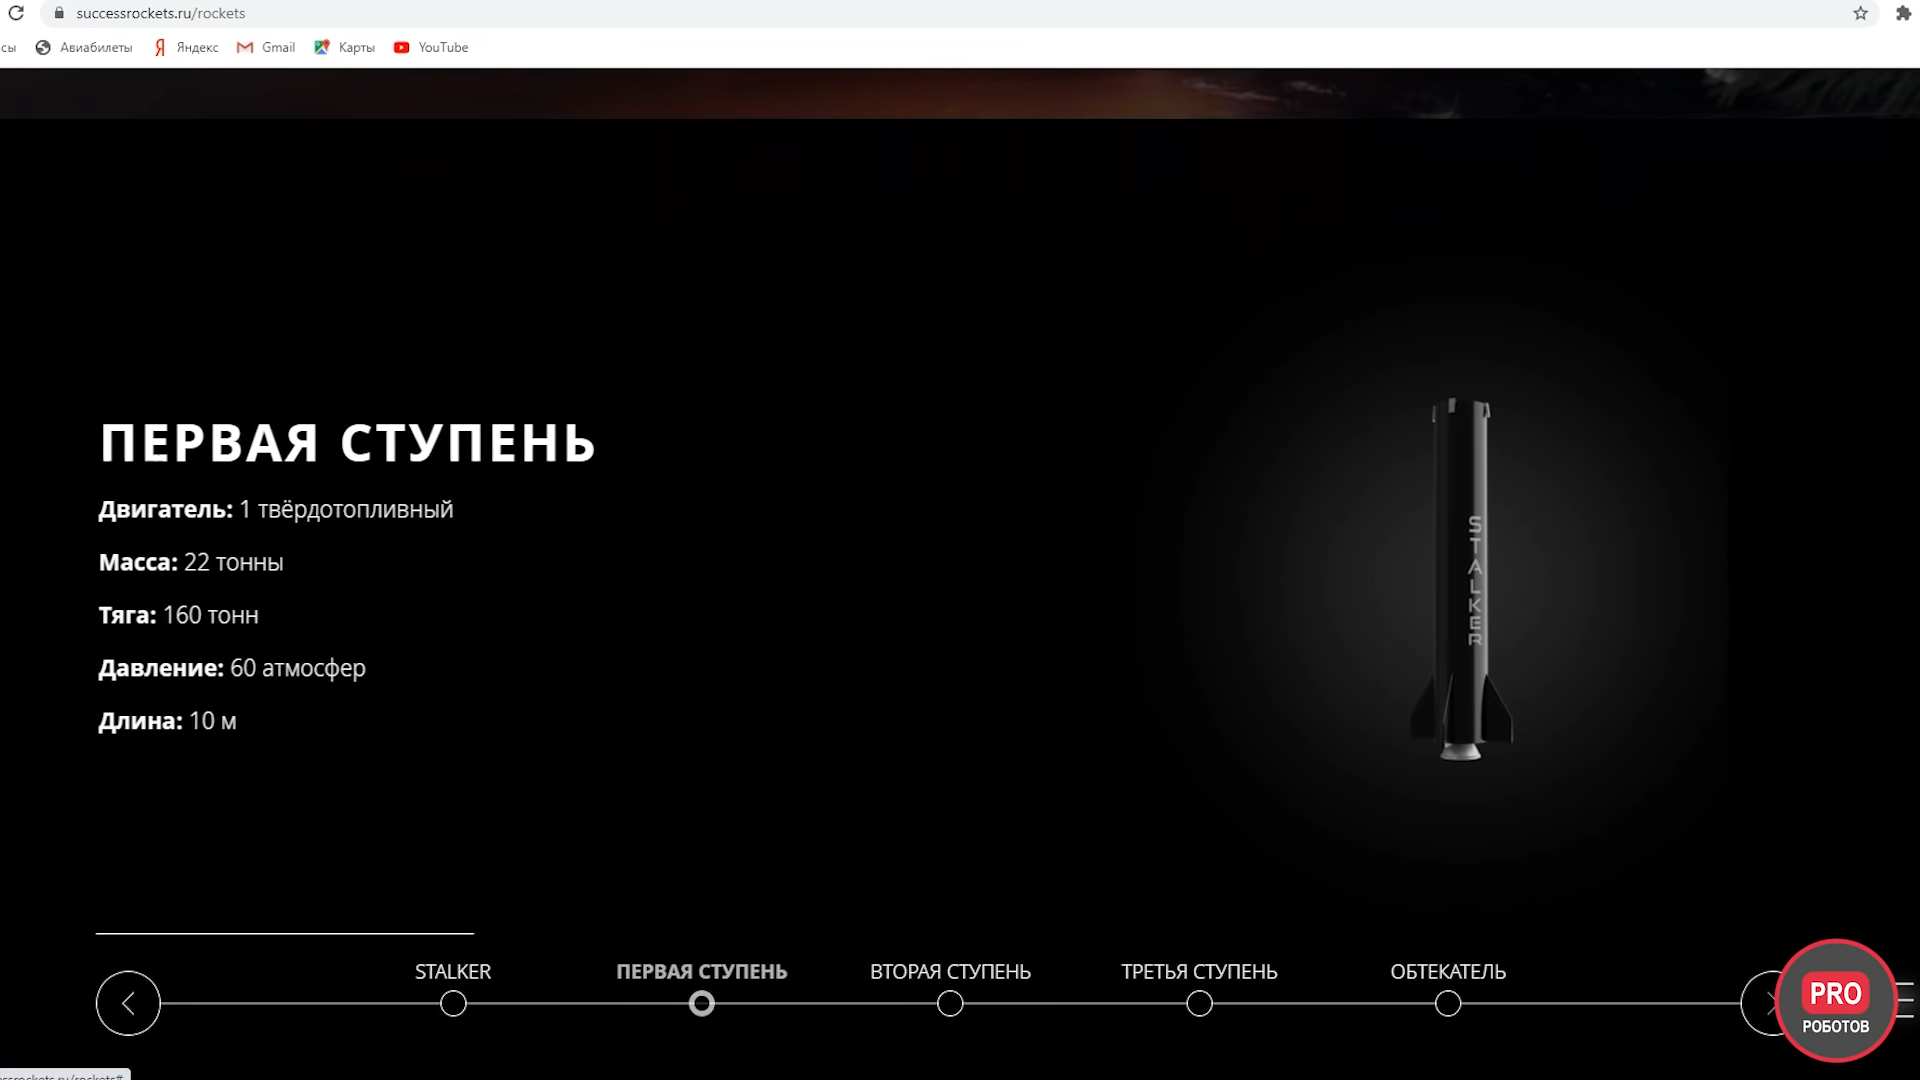 successrockets.ru/rockets
сы Авиабилеты Яндекс Gmail Карты YouTube
ПЕРВАЯ СТУПЕНЬ
Двигатель: 1 твёрдотопливный
Масса: 22 тонны
Тяга: 160 тонн
Давление: 60 атмосфер
Длина: 10 м
STALKER
STALKER ПЕРВАЯ СТУПЕНЬ ВТОРАЯ СТУПЕНЬ ТРЕТЬЯ СТУПЕНЬ ОБТЕКАТЕЛЬ
PRO
РОБОТОВ